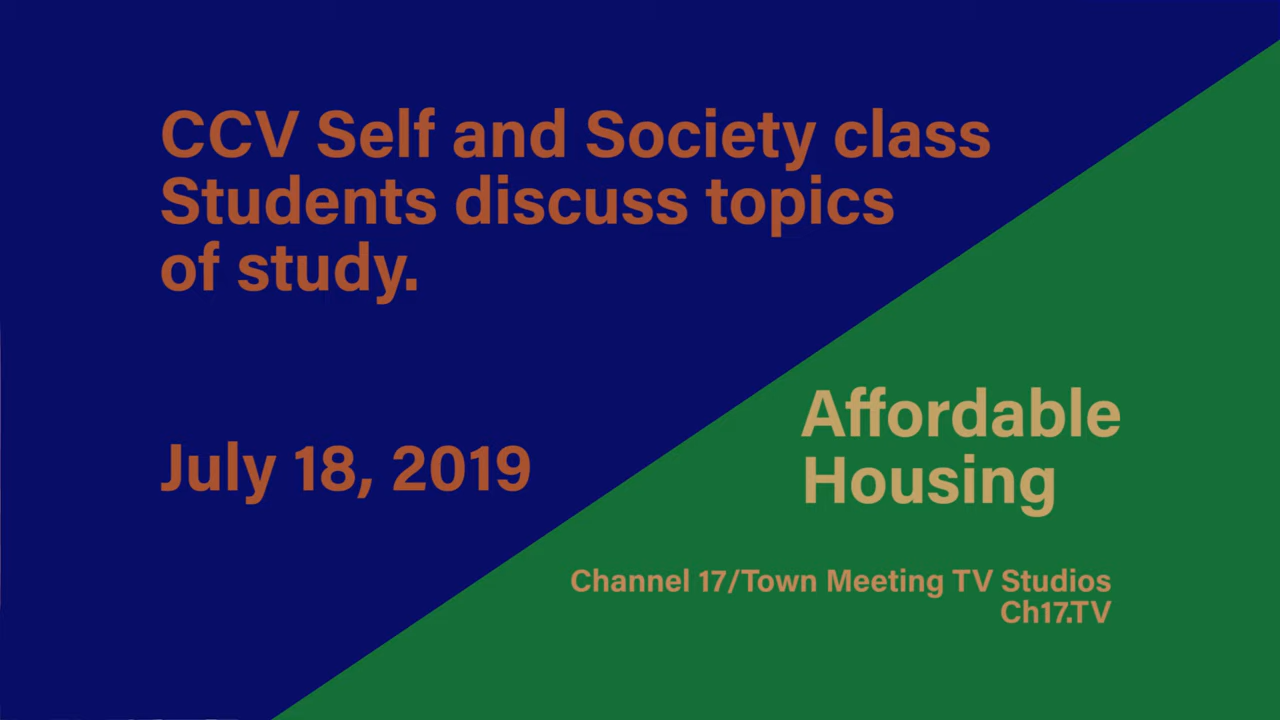 CCV Self and Society class
Students discuss topics
of study.
July 18, 2019
Affordable
Housing
Channel 17/Town Meeting TV Studios
Ch17.TV